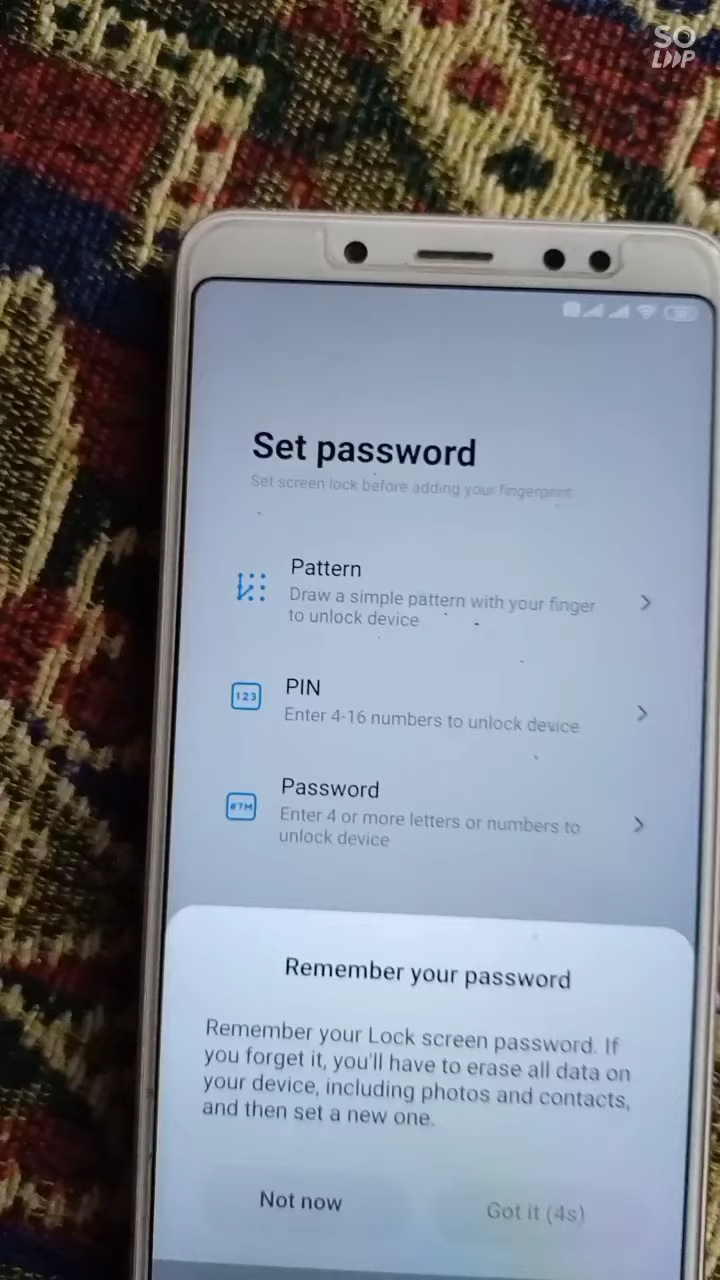 SO
LOOP
Set password
Set screen lock before adding your fingerprint
Pattern
Draw a simple pattern with your finger
to unlock device
123
PIN
Enter 4-16 numbers to unlock device
#7M
Password
Enter 4 or more letters or numbers to
unlock device
Remember your password
Remember your Lock screen password. If
you forget it, you'll have to erase all data on
your device, including photos and contacts,
and then set a new one.
Not now
Got it (4s)